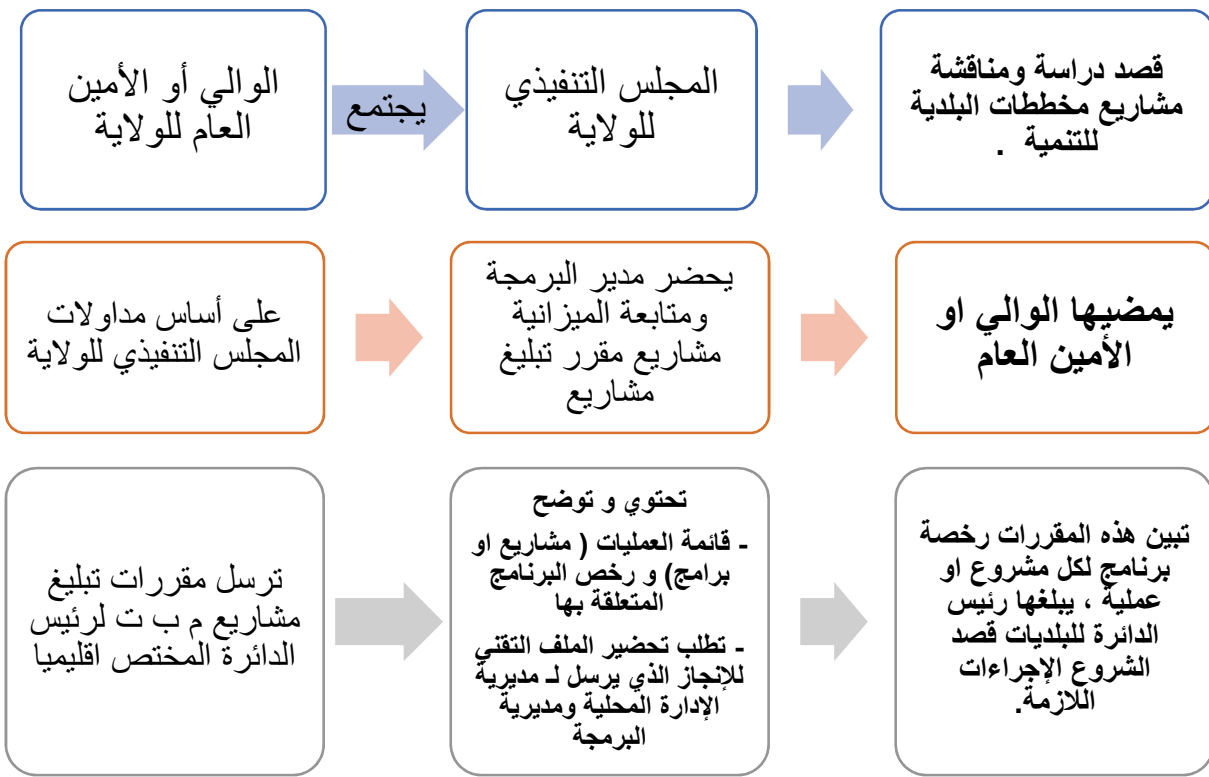 الوالي أو الأمين
العام للولاية
يجتمع
المجلس التنفيذي
للولاية
قصد دراسة ومناقشة
مشاريع مخططات البلدية
للتنمية .
على أساس مداولات
المجلس التنفيذي للولاية
يحضر مدير البرمجة
ومتابعة الميزانية
مشاريع مقرر تبليغ
مشاريع
يمضيها الوالي او
الأمين العام
ترسل مقررات تبليغ
مشاريع م ب ت لرئيس
الدائرة المختص اقليميا
تحتوي و توضح
- قائمة العمليات ( مشاريع او
برامج) و رخص البرنامج
المتعلقة بها
- تطلب تحضير الملف التقني
للإنجاز الذي يرسل لـ مديرية
الإدارة المحلية ومديرية
البرمجة
تبين هذه المقررات رخصة
برنامج لكل مشروع او
عملية ، يبلغها رئيس
الدائرة للبلديات قصد
الشروع الإجراءات
اللازمة.